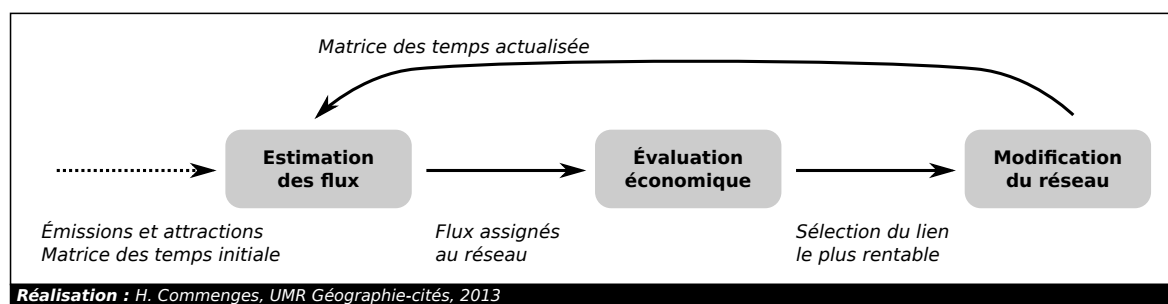 Matrice des temps actualisée
Estimation
des flux
Évaluation
économique
Modification
du réseau
Émissions et attractions
Matrice des temps initiale
Flux assignés
au réseau
Sélection du lien
le plus rentable
Réalisation : H. Commenges, UMR Géographie-cités, 2013